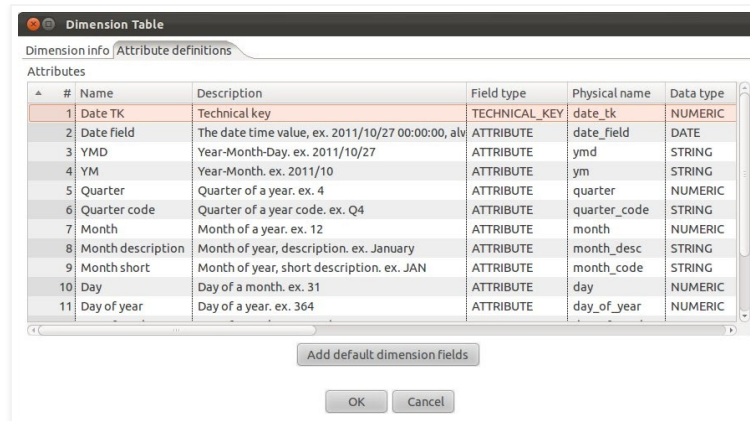 Dimension Table
Dimension info Attribute definitions
Attributes
# Name Description Field type Physical name Data type
1 Date TK Technical key TECHNICAL_KEY date_tk NUMERIC
2 Date field The date time value, ex. 2011/10/27 00:00:00, alw ATTRIBUTE date_field DATE
3 YMD Year-Month-Day. ex. 2011/10/27 ATTRIBUTE ymd STRING
4 YM Year-Month. ex. 2011/10 ATTRIBUTE ym STRING
5 Quarter Quarter of a year. ex. 4 ATTRIBUTE quarter NUMERIC
6 Quarter code Quarter of a year code. ex. Q4 ATTRIBUTE quarter_code STRING
7 Month Month of a year. ex. 12 ATTRIBUTE month NUMERIC
8 Month description Month of year, description. ex. January ATTRIBUTE month_desc STRING
9 Month short Month of year, short description. ex. JAN ATTRIBUTE month_code STRING
10 Day Day of a month. ex. 31 ATTRIBUTE day NUMERIC
11 Day of year Day of a year. ex. 364 ATTRIBUTE day_of_year NUMERIC
Add default dimension fields
OK Cancel